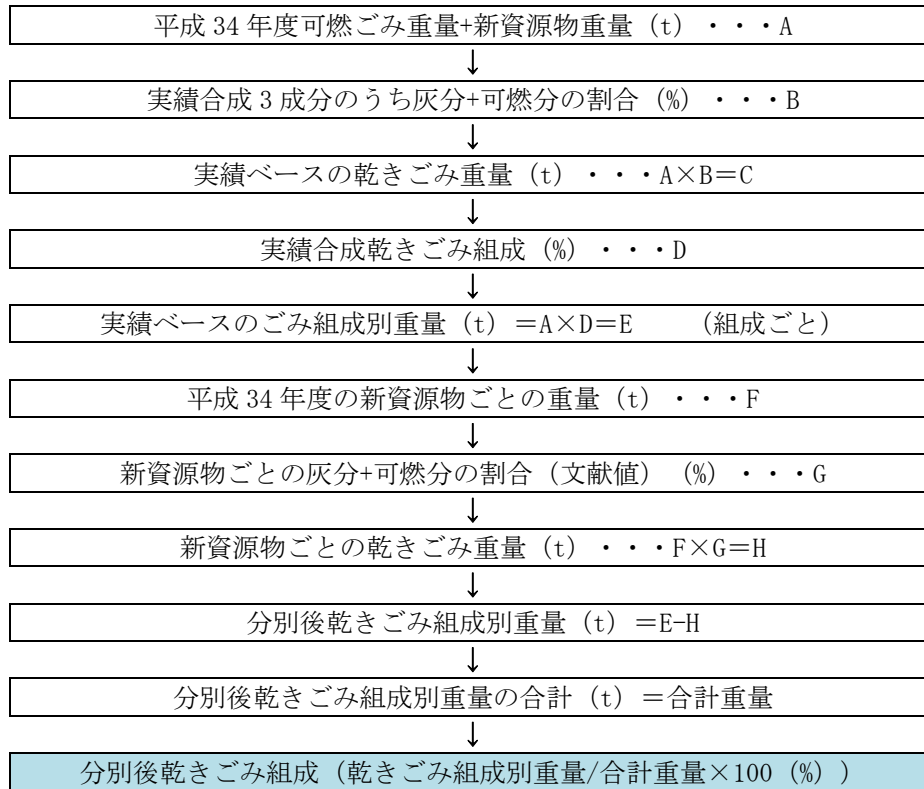 平成 34 年度可燃ごみ重量+新資源物重量（t）・・・A
↓
実績合成 3 成分のうち灰分+可燃分の割合（%）・・・B
↓
実績ベースの乾きごみ重量（t）・・・A×B＝C
↓
実績合成乾きごみ組成（%）・・・D
↓
実績ベースのごみ組成別重量（t）＝A×D＝E　（組成ごと）
↓
平成 34 年度の新資源物ごとの重量（t）・・・F
↓
新資源物ごとの灰分+可燃分の割合（文献値）（%）・・・G
↓
新資源物ごとの乾きごみ重量（t）・・・F×G＝H
↓
分別後乾きごみ組成別重量（t）＝E-H
↓
分別後乾きごみ組成別重量の合計（t）＝合計重量
↓
分別後乾きごみ組成（乾きごみ組成別重量/合計重量×100（%））